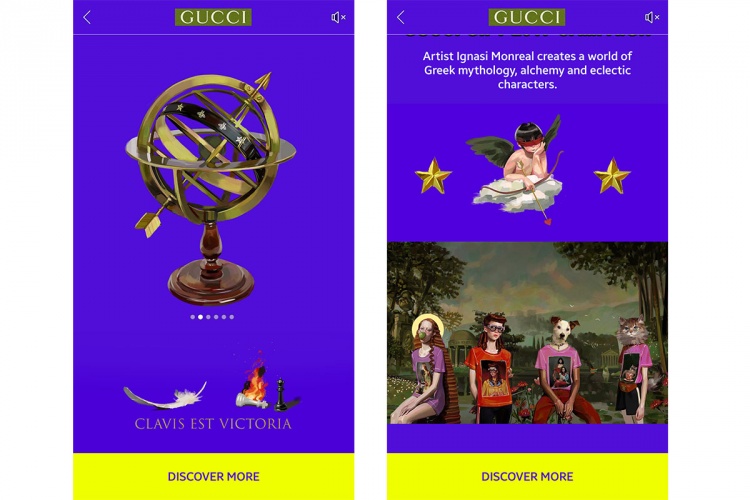 GUCCI
CLAVIS EST VICTORIA
DISCOVER MORE
GUCCI
Artist Ignasi Monreal creates a world of
Greek mythology, alchemy and eclectic
characters.
DISCOVER MORE